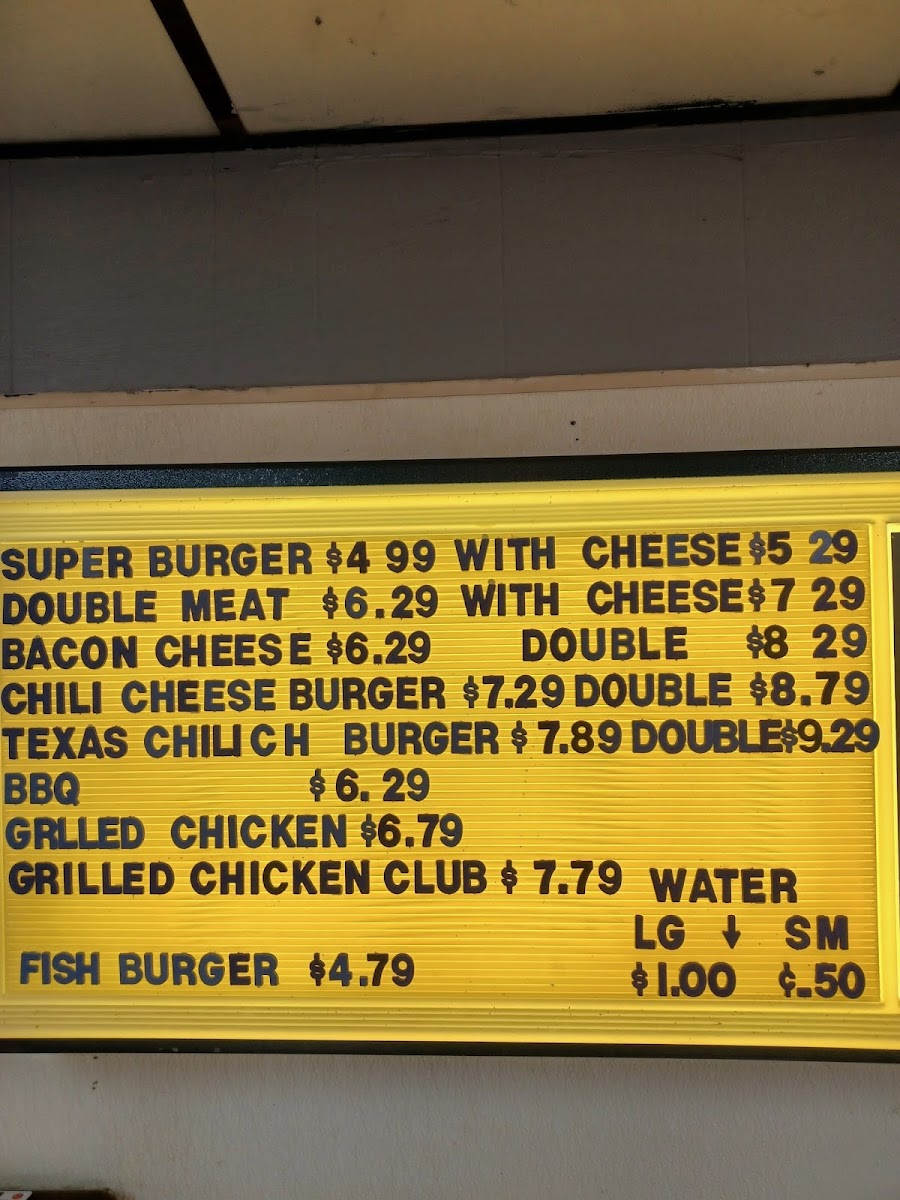 SUPER BURGER $4 99 WITH CHEESE $5 29
DOUBLE MEAT $6.29 WITH CHEESE $7 29
BACON CHEESE $6.29 DOUBLE $8 29
CHILI CHEESE BURGER $7.29 DOUBLE $8.79
TEXAS CHILI CH BURGER $7.89 DOUBLE $9.29
BBQ $6.29
GRLLED CHICKEN $6.79
GRILLED CHICKEN CLUB $7.79
WATER
LG ↓ SM
FISH BURGER $4.79
$1.00 ¢.50